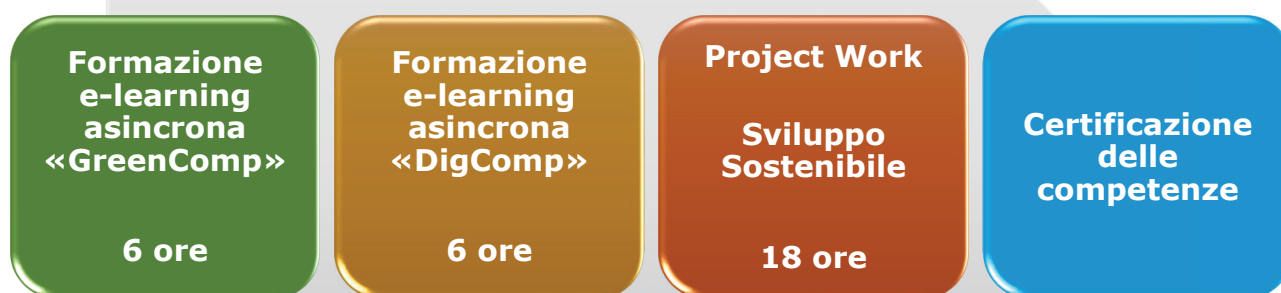 Formazione
e-learning
asincrona
«GreenComp»
6 ore
Formazione
e-learning
asincrona
«DigComp»
6 ore
Project Work
Sviluppo
Sostenibile
18 ore
Certificazione
delle
competenze